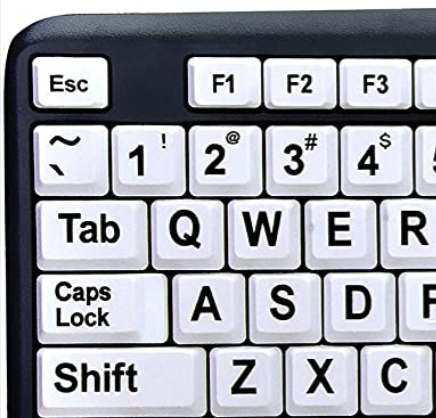 Esc F1 F2 F3
~ ` 1 ! 2 @ 3 # 4 $
Tab Q W E R
Caps Lock A S D
Shift Z X C